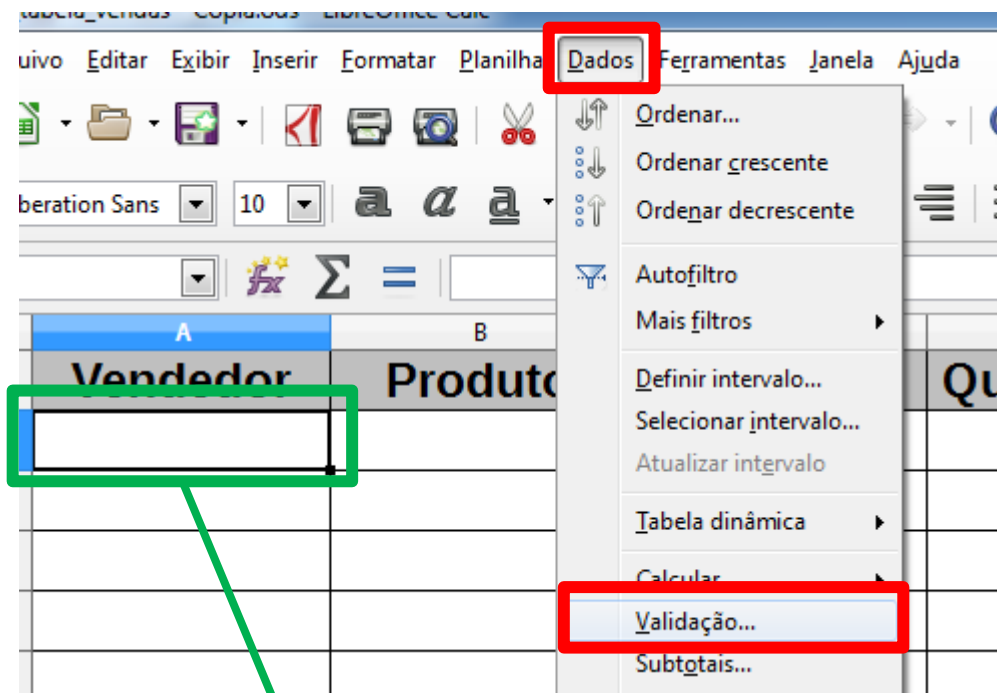 uivo Editar Exibir Inserir Formatar Planilha Dados Ferramentas Janela Ajuda
Ordenar...
Ordenar crescente
Ordenar decrescente
beration Sans 10
Autofiltro
Mais filtros
A B
Vendedor Produto Qu
Definir intervalo...
Selecionar intervalo...
Atualizar intervalo
Tabela dinâmica
Calcular
Validação...
Subtotais...